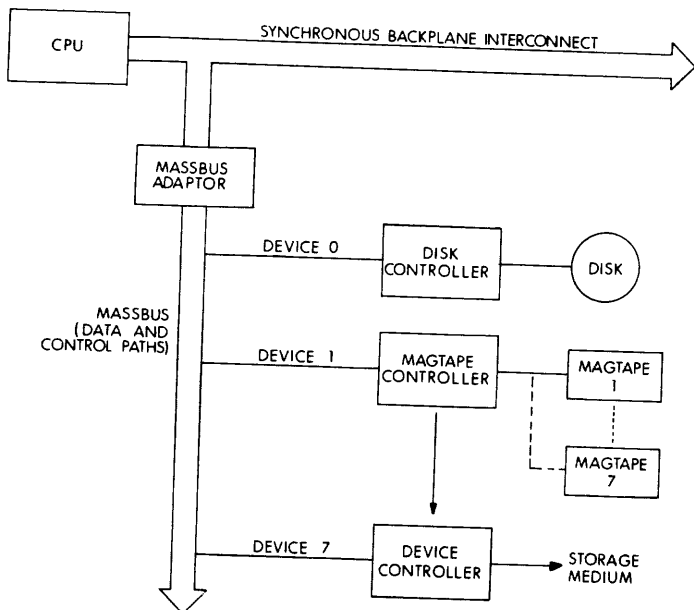 SYNCHRONOUS BACKPLANE INTERCONNECT
CPU
MASSBUS
ADAPTOR
DEVICE 0
DISK
CONTROLLER
DISK
MASSBUS
(DATA AND
CONTROL PATHS)
DEVICE 1
MAGTAPE
CONTROLLER
MAGTAPE
1
MAGTAPE
7
DEVICE 7
DEVICE
CONTROLLER
STORAGE
MEDIUM